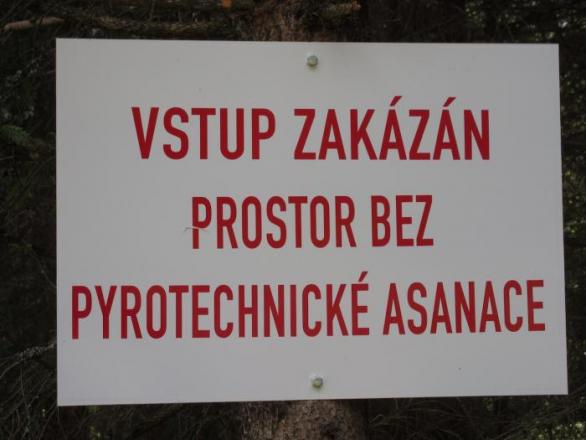 VSTUP ZAKÁZÁN
PROSTOR BEZ
PYROTECHNICKÉ ASANACE